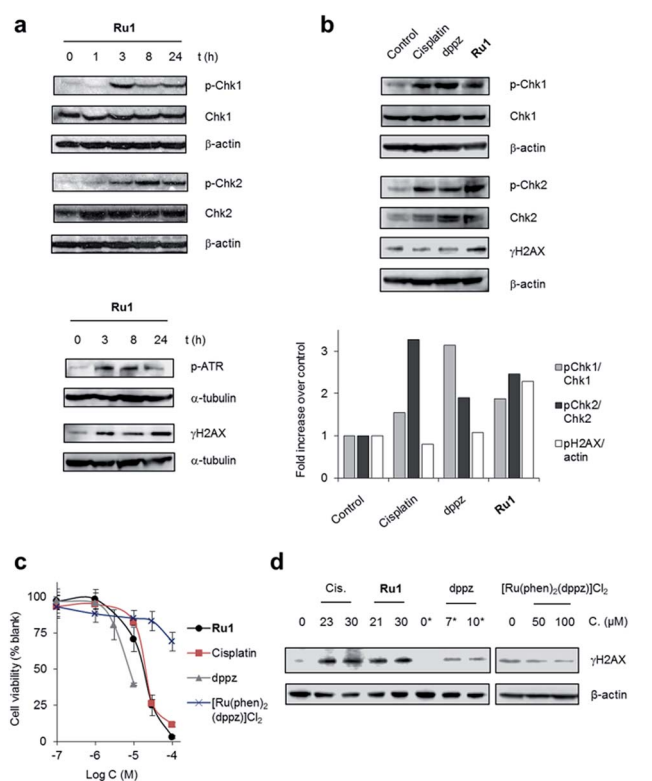 a
Ru1
0 1 3 8 24 t (h)
p-Chk1
Chk1
β-actin
p-Chk2
Chk2
β-actin
Ru1
0 3 8 24 t (h)
p-ATR
α-tubulin
γH2AX
α-tubulin
b
Control Cisplatin dppz Ru1
p-Chk1
Chk1
β-actin
p-Chk2
Chk2
γH2AX
β-actin
Fold increase over control
3
2
1
0
Control Cisplatin dppz Ru1
pChk1/
Chk1
pChk2/
Chk2
pH2AX/
actin
c
Cell viability (% blank)
100
75
50
25
0
-7 -6 -5 -4
Log C (M)
Ru1
Cisplatin
dppz
[Ru(phen)2
(dppz)]Cl2
d
Cis. Ru1 dppz [Ru(phen)2(dppz)]Cl2
0 23 30 21 30 0* 7* 10* 0 50 100 C. (μM)
γH2AX
β-actin